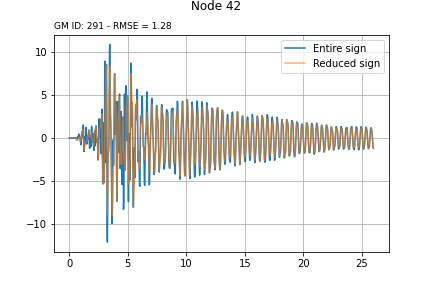 Node 42
GM ID: 291 - RMSE = 1.28
Entire sign
Reduced sign
10
5
0
−5
−10
0 5 10 15 20 25